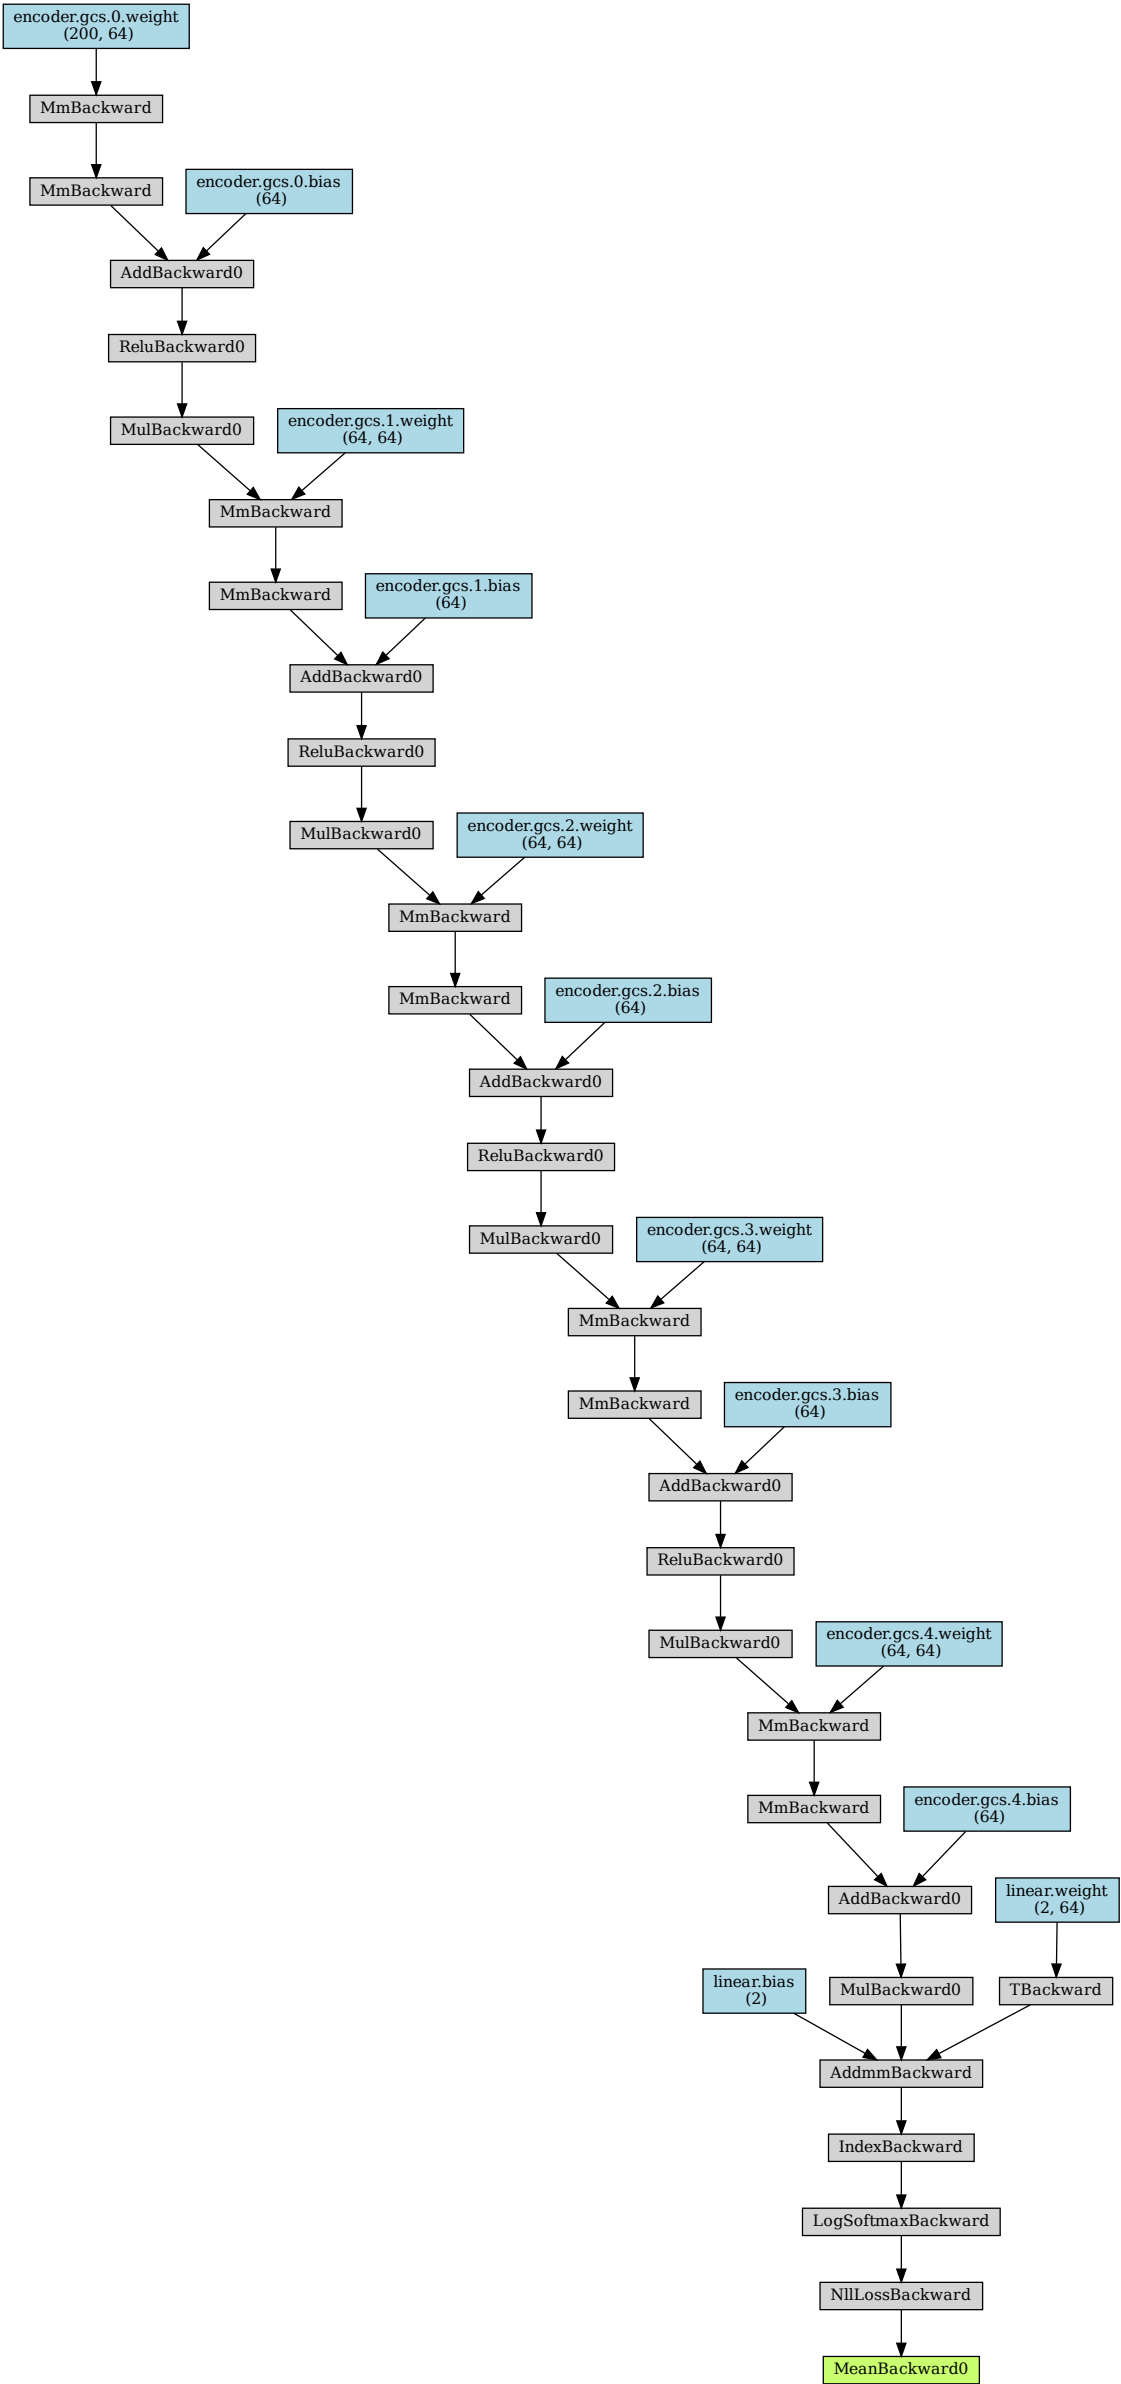 encoder.gcs.0.weight
(200, 64)
MmBackward
MmBackward
encoder.gcs.0.bias
(64)
AddBackward0
ReluBackward0
MulBackward0
encoder.gcs.1.weight
(64, 64)
MmBackward
MmBackward
encoder.gcs.1.bias
(64)
AddBackward0
ReluBackward0
MulBackward0
encoder.gcs.2.weight
(64, 64)
MmBackward
MmBackward
encoder.gcs.2.bias
(64)
AddBackward0
ReluBackward0
MulBackward0
encoder.gcs.3.weight
(64, 64)
MmBackward
MmBackward
encoder.gcs.3.bias
(64)
AddBackward0
ReluBackward0
MulBackward0
encoder.gcs.4.weight
(64, 64)
MmBackward
MmBackward
encoder.gcs.4.bias
(64)
AddBackward0
linear.weight
(2, 64)
linear.bias
(2)
MulBackward0
TBackward
AddmmBackward
IndexBackward
LogSoftmaxBackward
NllLossBackward
MeanBackward0